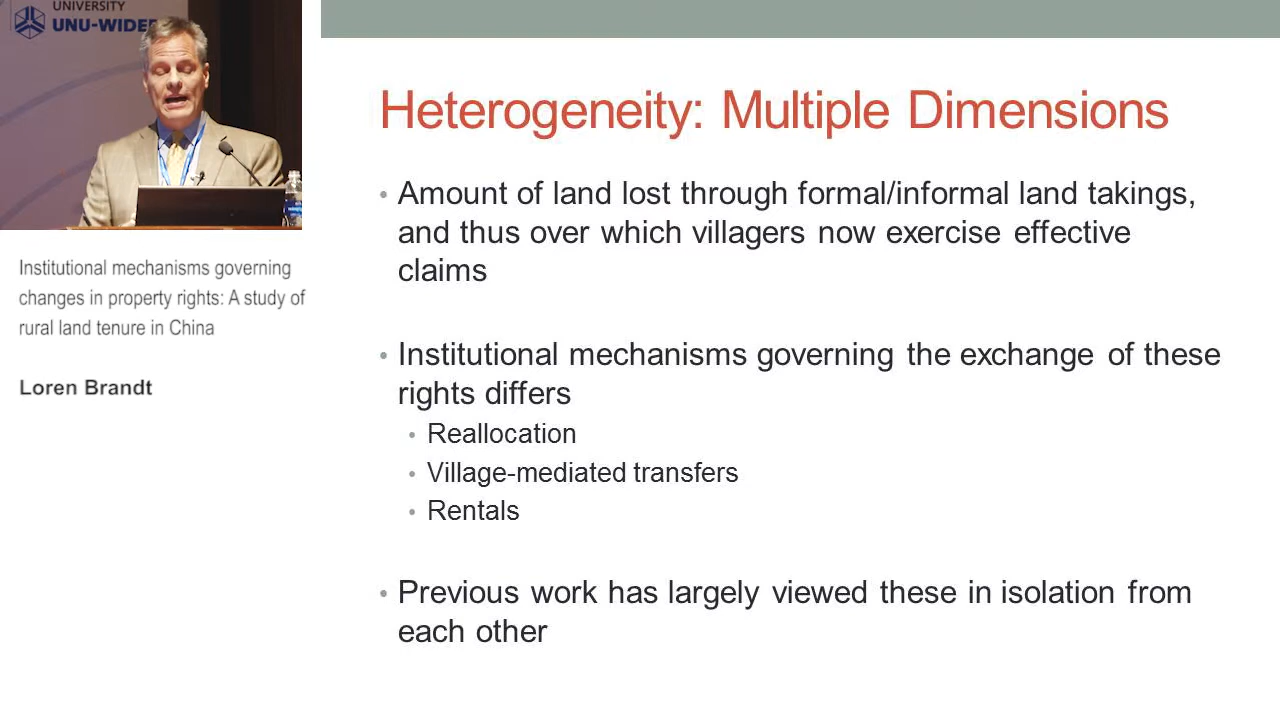 UNIVERSITY
UNU-WIDER
Institutional mechanisms governing
changes in property rights: A study of
rural land tenure in China
Loren Brandt
Heterogeneity: Multiple Dimensions
• Amount of land lost through formal/informal land takings,
and thus over which villagers now exercise effective
claims
• Institutional mechanisms governing the exchange of these
rights differs
• Reallocation
• Village-mediated transfers
• Rentals
• Previous work has largely viewed these in isolation from
each other